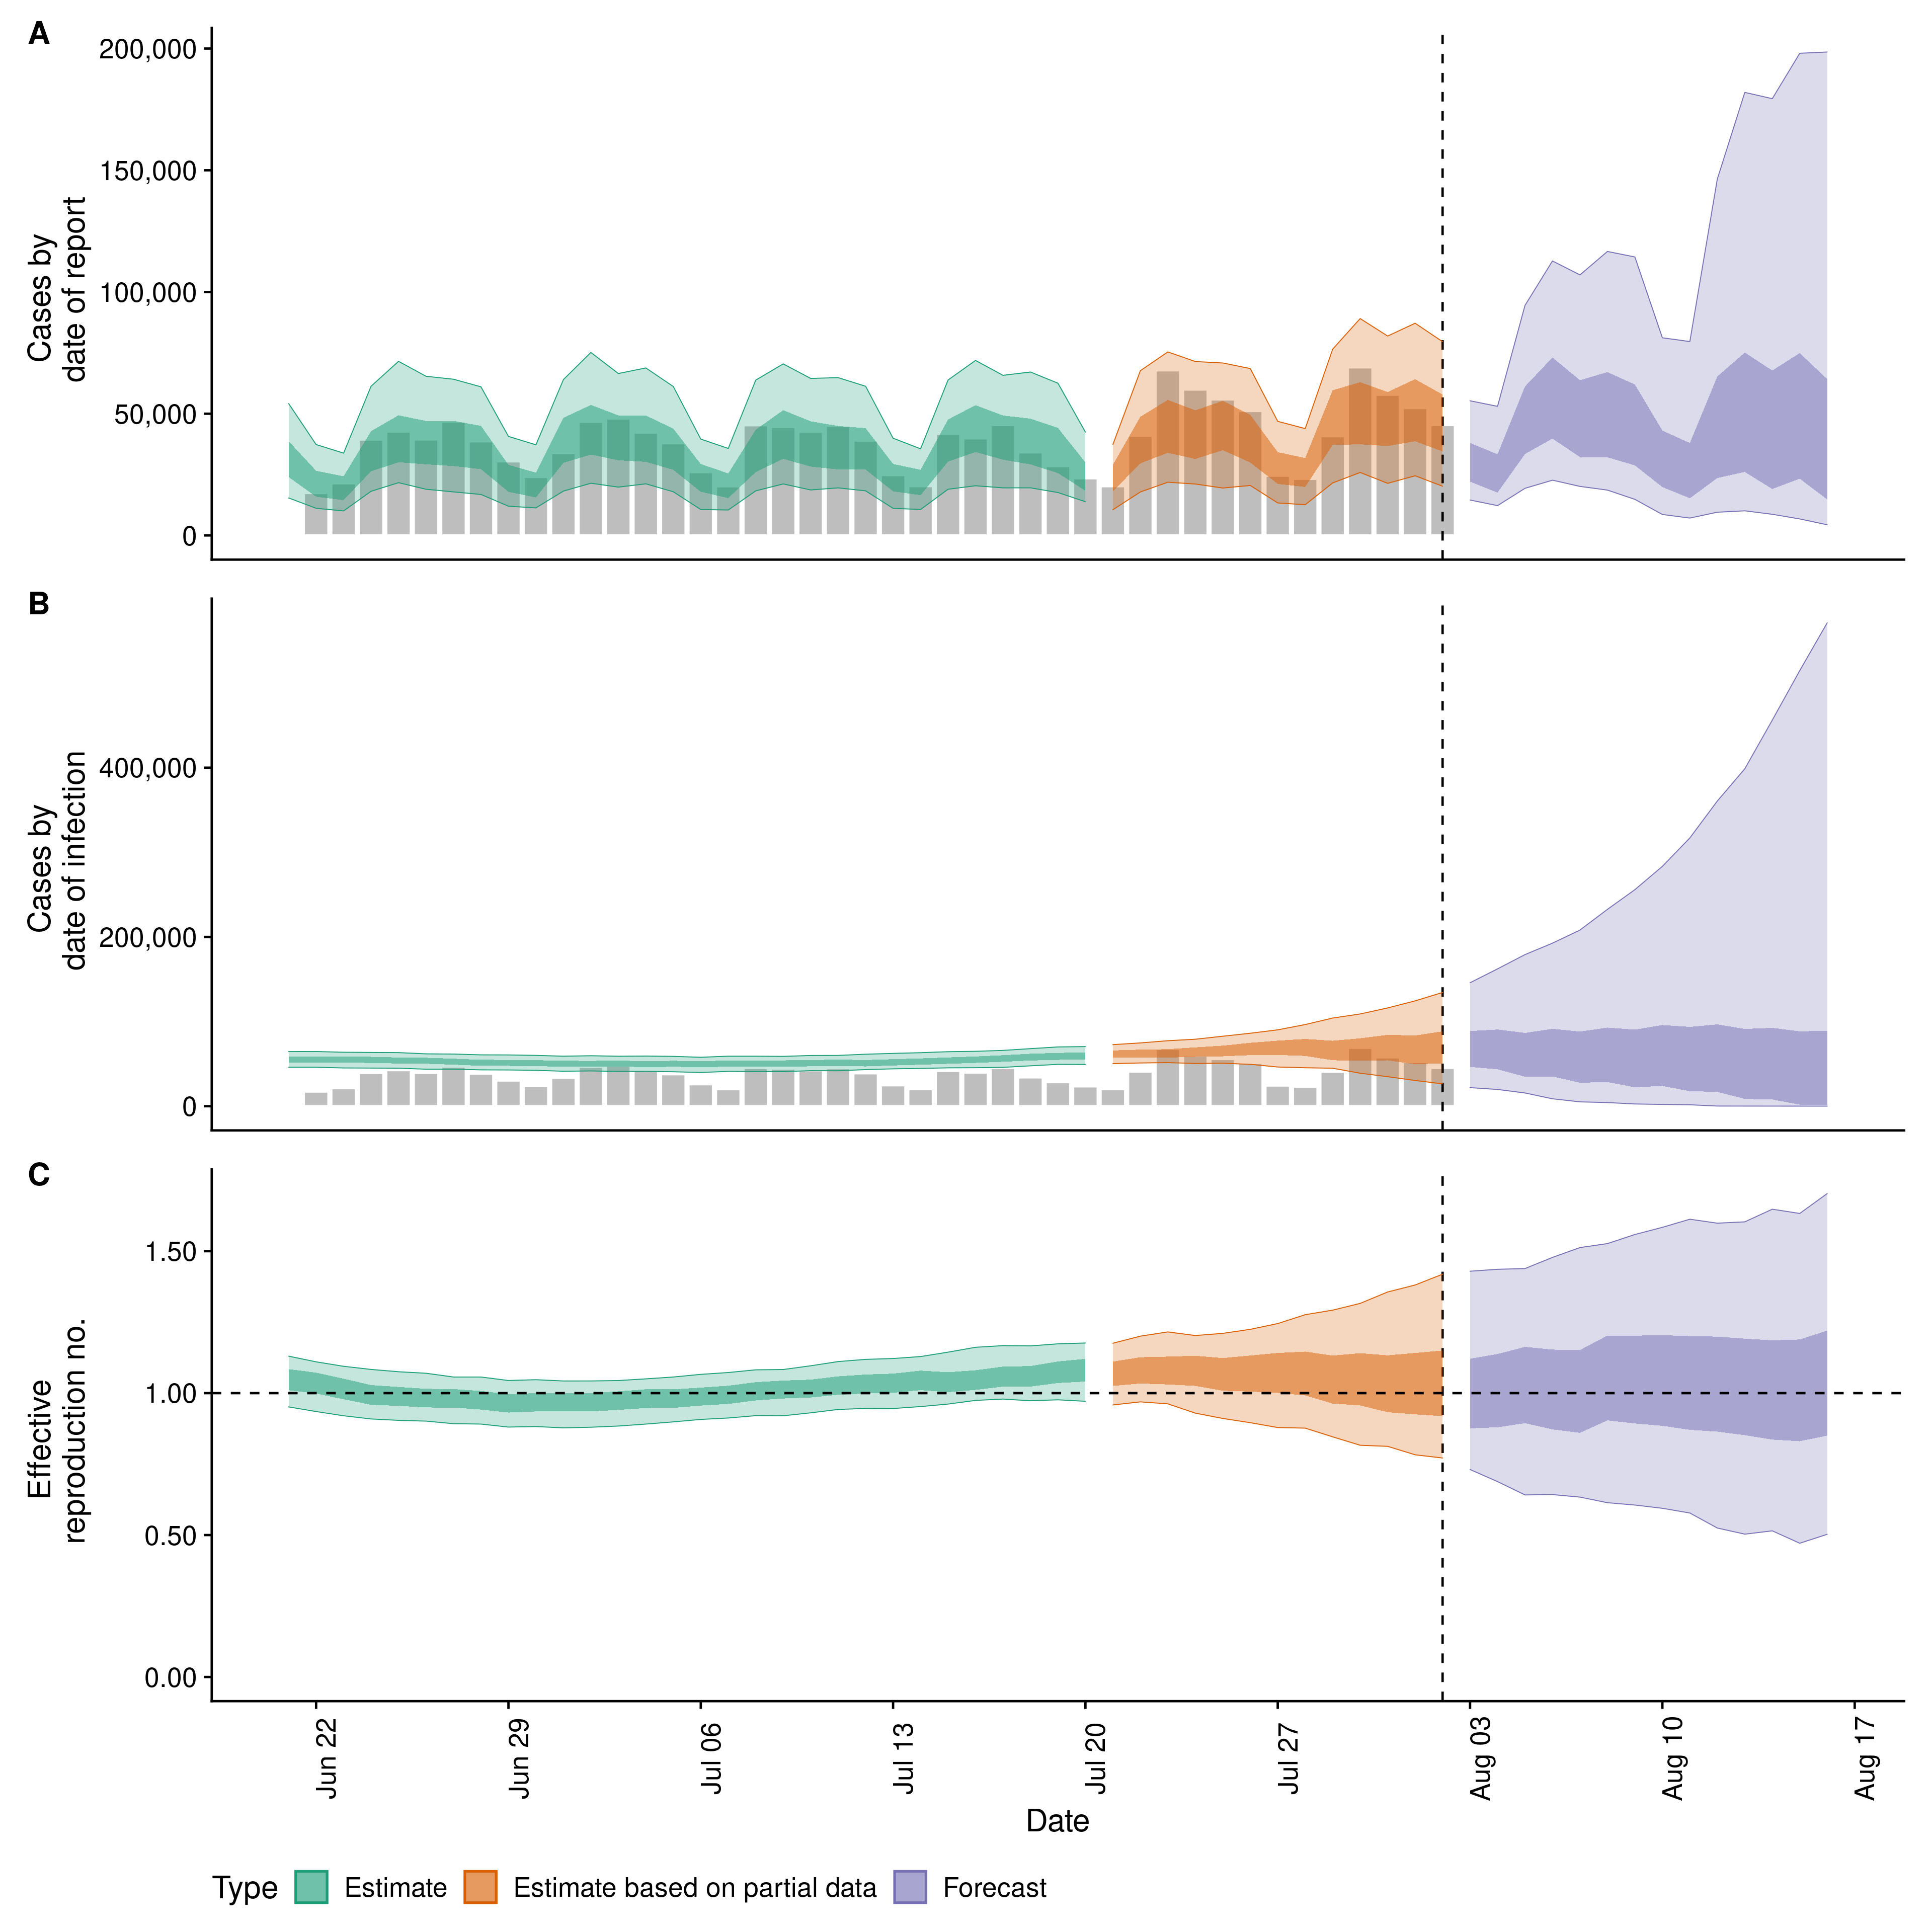 A
200,000
150,000
100,000
50,000
0
Cases by
date of report
B
400,000
200,000
0
Cases by
date of infection
C
1.50
1.00
0.50
0.00
Effective
reproduction no.
Jun 22
Jun 29
Jul 06
Jul 13
Jul 20
Jul 27
Aug 03
Aug 10
Aug 17
Date
Type Estimate Estimate based on partial data Forecast